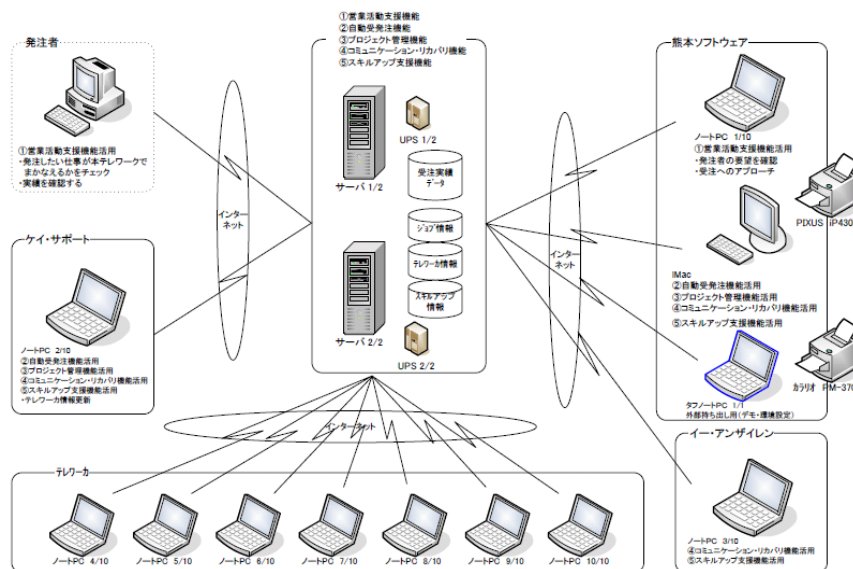 ①営業活動支援機能
②自動受発注機能
③プロジェクト管理機能
④コミュニケーション・リカバリ機能
⑤スキルアップ支援機能
発注者
①営業活動支援機能活用
・発注したい仕事が本テレワークで
まかなえるかをチェック
・実績を確認する
ケイ・サポート
ノートPC 2/10
②自動受発注機能活用
③プロジェクト管理機能活用
④コミュニケーション・リカバリ機能活用
⑤スキルアップ支援機能活用
・テレワーカ情報更新
インター
ネット
サーバ 1/2
UPS 1/2
受注実績
データ
ジョブ情報
テレワーカ情報
スキルアップ
情報
サーバ 2/2
UPS 2/2
インター
ネット
熊本ソフトウェア
ノートPC 1/10
①営業活動支援機能活用
・発注者の要望を確認
・受注へのアプローチ
PIXUS iP430
iMac
②自動受発注機能活用
③プロジェクト管理機能活用
④コミュニケーション・リカバリ機能活用
⑤スキルアップ支援機能活用
カラリオ PM-370
タフノートPC 1/1
外部持ち出し用(デモ・環境設定)
イー・アンザイレン
ノートPC 3/10
④コミュニケーション・リカバリ機能活用
⑤スキルアップ支援機能活用
インターネット
テレワーカ
ノートPC 4/10 ノートPC 5/10 ノートPC 6/10 ノートPC 7/10 ノートPC 8/10 ノートPC 9/10 ノートPC 10/10